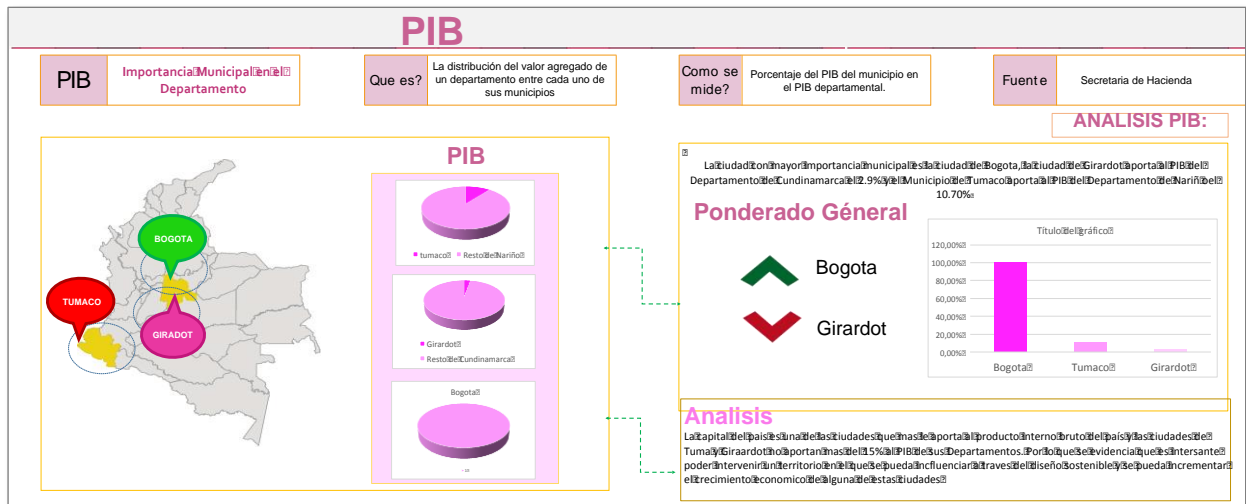 PIB
PIB
Importancia Municipal en el
Departamento
Que es?
La distribución del valor agregado de
un departamento entre cada uno de
sus municipios
Como se
mide?
Porcentaje del PIB del municipio en
el PIB departamental.
Fuente
Secretaria de Hacienda
BOGOTA
TUMACO
GIRADOT
PIB
tumaco
Resto de Nariño
Girardot
Resto de Cundinamarca
Bogota
ANALISIS PIB:
La ciudad con mayor importancia municipal es la ciudad de Bogota, la ciudad de Girardot aporta al PIB del
Departamento de Cundinamarca el 2.9% y el Municipio de Tumaco aporta al PIB del Departamento de Nariño el
10.70%
Ponderado Géneral
Bogota
Girardot
Título del gráfico
120,00%
100,00%
80,00%
60,00%
40,00%
20,00%
0,00%
Bogota
Tumaco
Girardot
Analisis
La capital del pais es una de las ciudades que mas le aporta al producto interno bruto del país y las ciudades de
Tuma y Giraardot no aportan mas del 15% al PIB de sus Departamentos. Por lo que se evidencia que es intersante
poder intervenir un territorio en el que se pueda incfluenciar a traves del diseño sostenible y se pueda incrementar
el crecimiento economico de alguna de estas ciudades